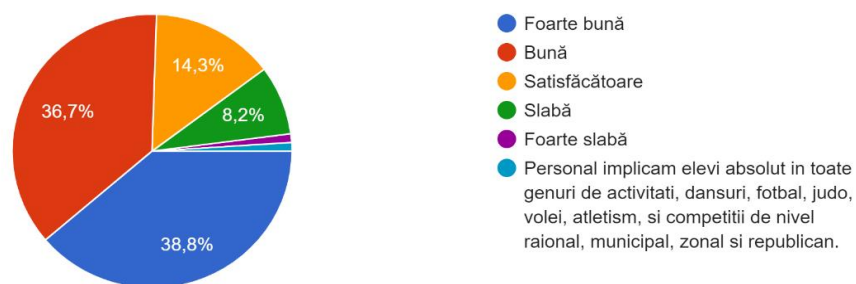 36,7%
14,3%
8,2%
38,8%
Foarte bună
Bună
Satisfăcătoare
Slabă
Foarte slabă
Personal implicam elevi absolut in toate
genuri de activitati, dansuri, fotbal, judo,
volei, atletism, si competitii de nivel
raional, municipal, zonal si republican.